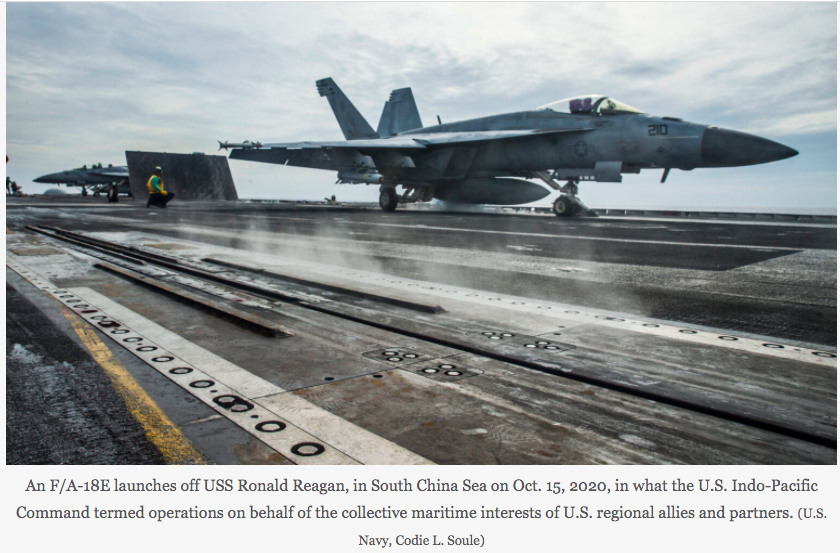 210
An F/A-18E launches off USS Ronald Reagan, in South China Sea on Oct. 15, 2020, in what the U.S. Indo-Pacific
Command termed operations on behalf of the collective maritime interests of U.S. regional allies and partners. (U.S.
Navy, Codie L. Soule)